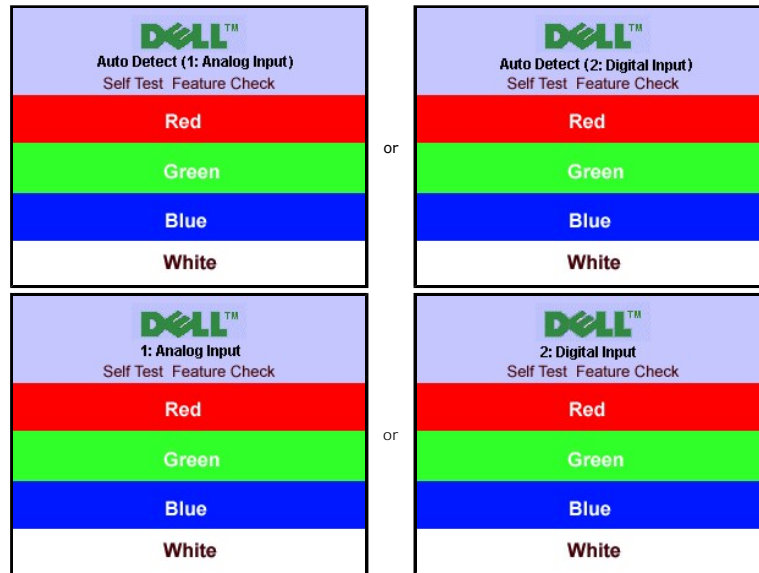 DELL™
Auto Detect (1: Analog Input)
Self Test Feature Check
Red
Green
Blue
White
or
DELL™
Auto Detect (2: Digital Input)
Self Test Feature Check
Red
Green
Blue
White
DELL™
1: Analog Input
Self Test Feature Check
Red
Green
Blue
White
or
DELL™
2: Digital Input
Self Test Feature Check
Red
Green
Blue
White